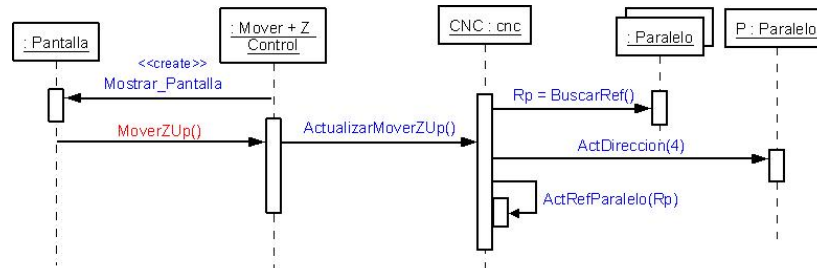 : Pantalla
: Mover + Z
Control
CNC : cnc
: Paralelo
P : Paralelo
<<create>>
Mostrar_Pantalla
Rp = BuscarRef()
MoverZUp()
ActualizarMoverZUp()
ActDireccion(4)
ActRefParalelo(Rp)